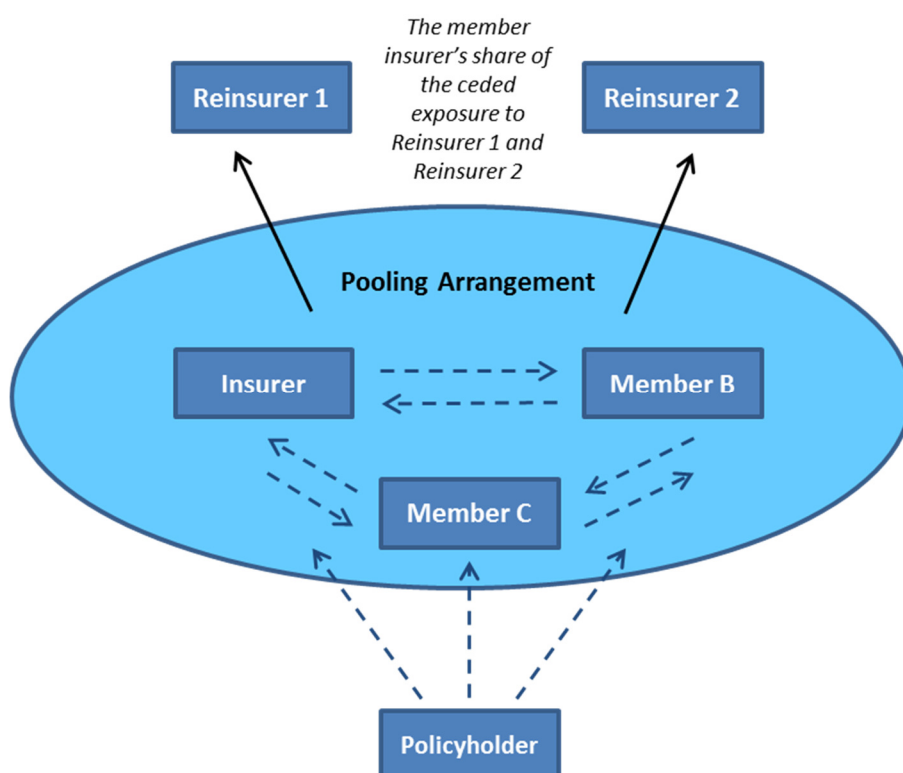 The member
insurer's share of
the ceded
exposure to
Reinsurer 1 and
Reinsurer 2
Reinsurer 1
Reinsurer 2
Pooling Arrangement
Insurer
Member B
Member C
Policyholder